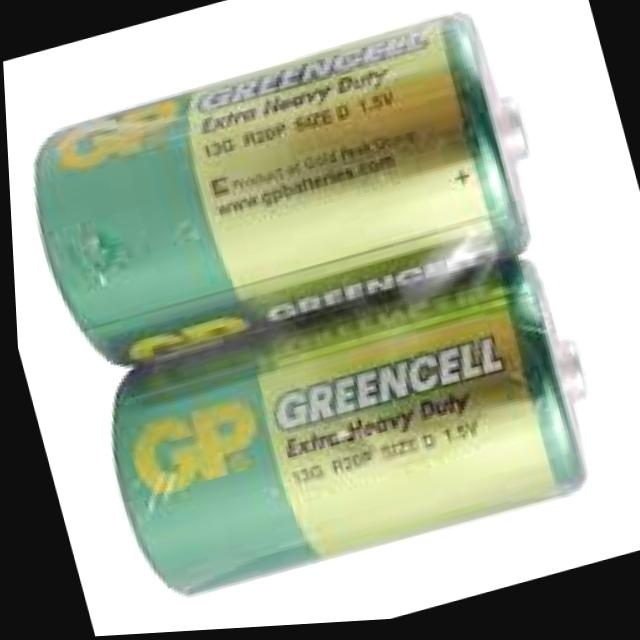 GP
GREENCELL
Extra Heavy Duty
13G R20P SIZE D 1.5V
Product of Gold Peak Group
www.gpbatteries.com
+
GP
GREENCELL
GP
GREENCELL
Extra Heavy Duty
13G R20P SIZE D 1.5V